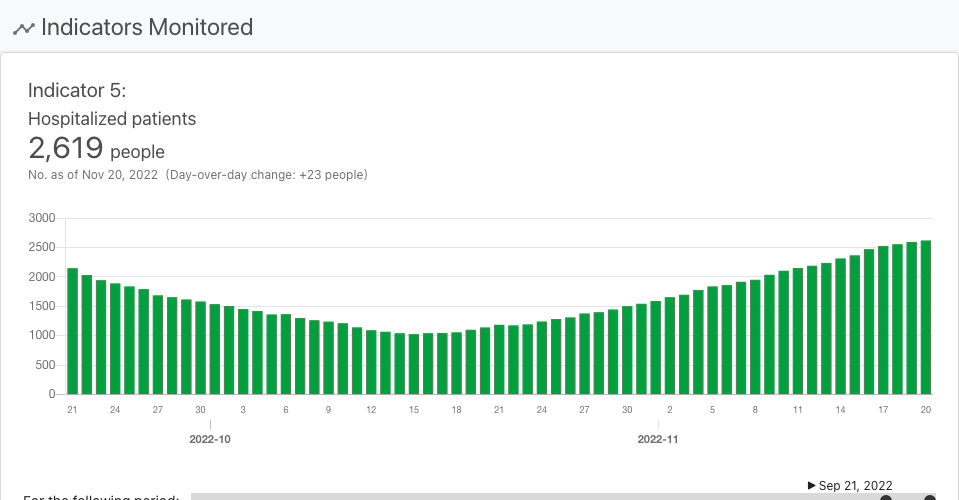 Indicators Monitored
Indicator 5:
Hospitalized patients
2,619 people
No. as of Nov 20, 2022 (Day-over-day change: +23 people)
3000
2500
2000
1500
1000
500
0
21 24 27 30 3 6 9 12 15 18 21 24 27 30 2 5 8 11 14 17 20
2022-10 2022-11
▶ Sep 21, 2022
For the following period: